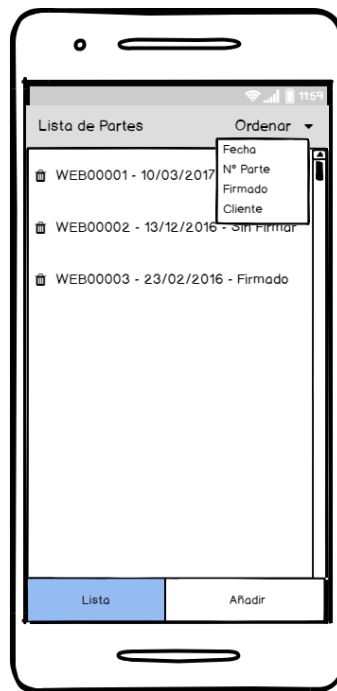 11:59
Lista de Partes Ordenar
Fecha
Nº Parte
Firmado
Cliente
WEB00001 - 10/03/2017
WEB00002 - 13/12/2016 - Sin Firmar
WEB00003 - 23/02/2016 - Firmado
Lista Añadir